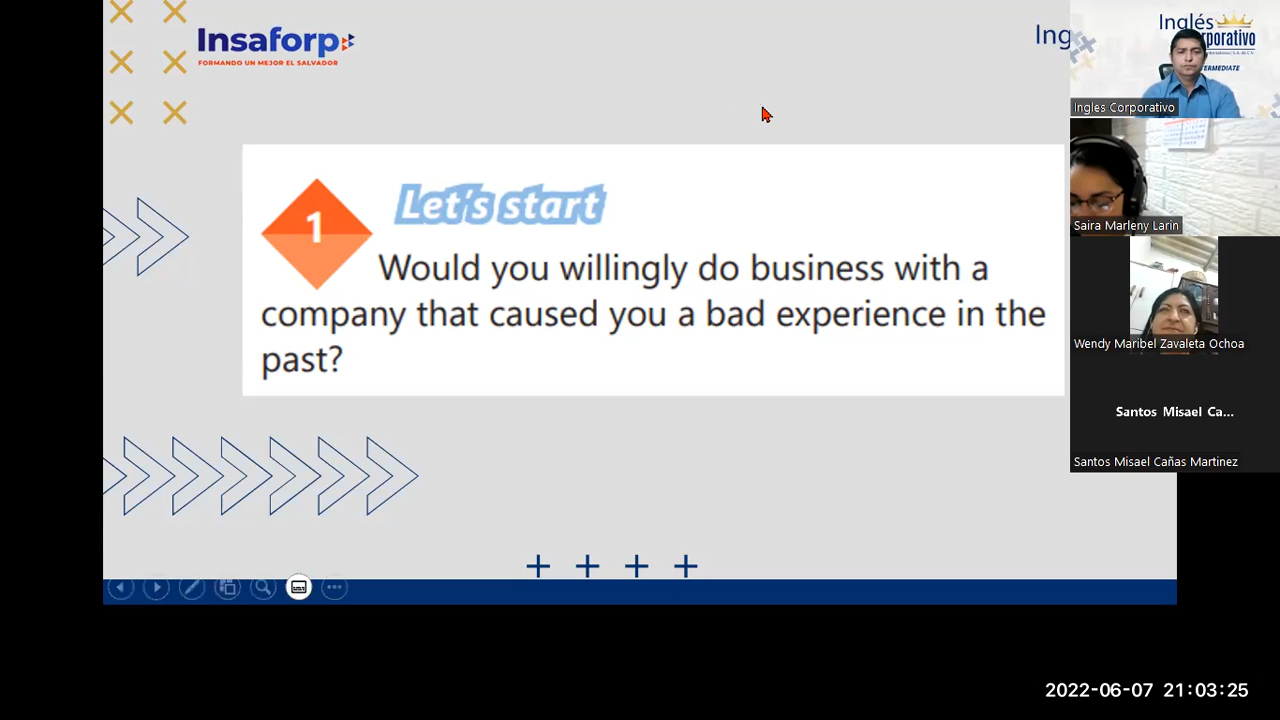 Insaforp
FORMANDO UN MEJOR EL SALVADOR
Ing
Inglés
Corporativo
Ingles Corporativo
Saira Marleny Larin
Wendy Maribel Zavaleta Ochoa
Santos Misael Ca...
Santos Misael Cañas Martinez
1
Let's start
Would you willingly do business with a
company that caused you a bad experience in the
past?
2022-06-07 21:03:25